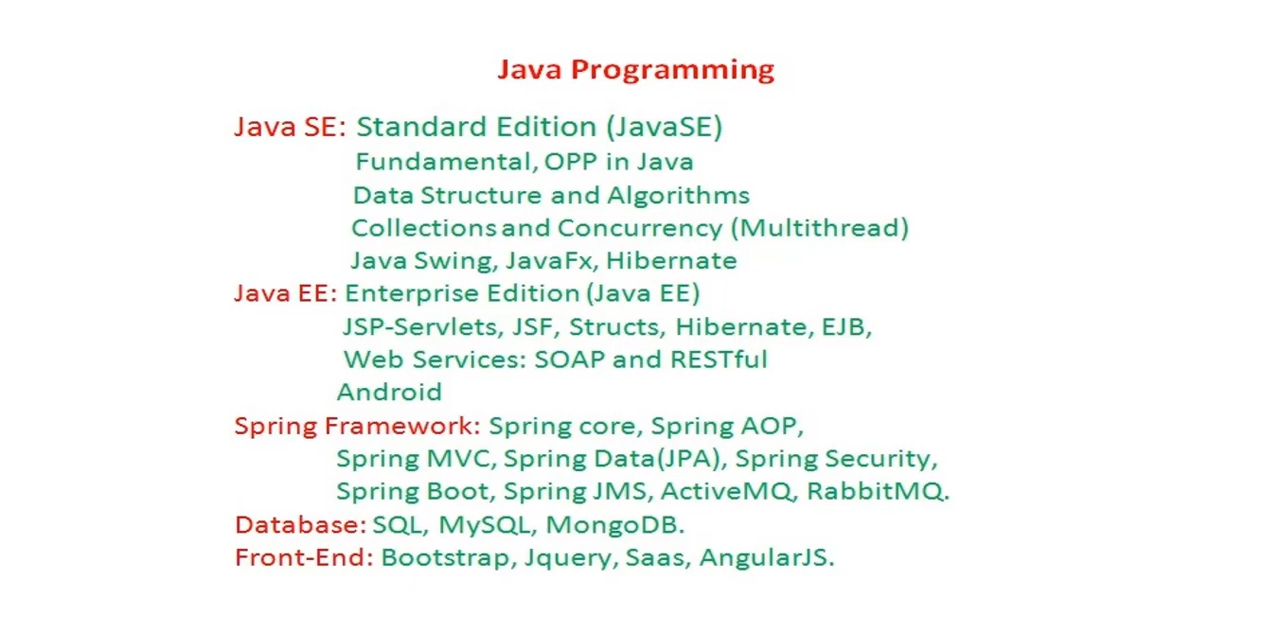 Java Programming
Java SE: Standard Edition (JavaSE)
Fundamental, OPP in Java
Data Structure and Algorithms
Collections and Concurrency (Multithread)
Java Swing, JavaFx, Hibernate
Java EE: Enterprise Edition (Java EE)
JSP-Servlets, JSF, Structs, Hibernate, EJB,
Web Services: SOAP and RESTful
Android
Spring Framework: Spring core, Spring AOP,
Spring MVC, Spring Data(JPA), Spring Security,
Spring Boot, Spring JMS, ActiveMQ, RabbitMQ.
Database: SQL, MySQL, MongoDB.
Front-End: Bootstrap, Jquery, Saas, AngularJS.